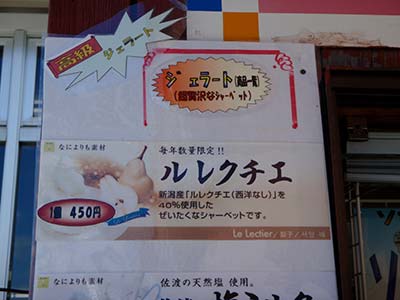 高級
ジェラート
ジェラート
(超贅沢なシャーベット)
なによりも素材
毎年数量限定!!
ルレクチエ
新潟産「ルレクチエ(西洋なし)」を
40%使用した
ぜいたくなシャーベットです。
1個 450円
Le Lectier
なによりも素材
佐渡の天然塩 使用。